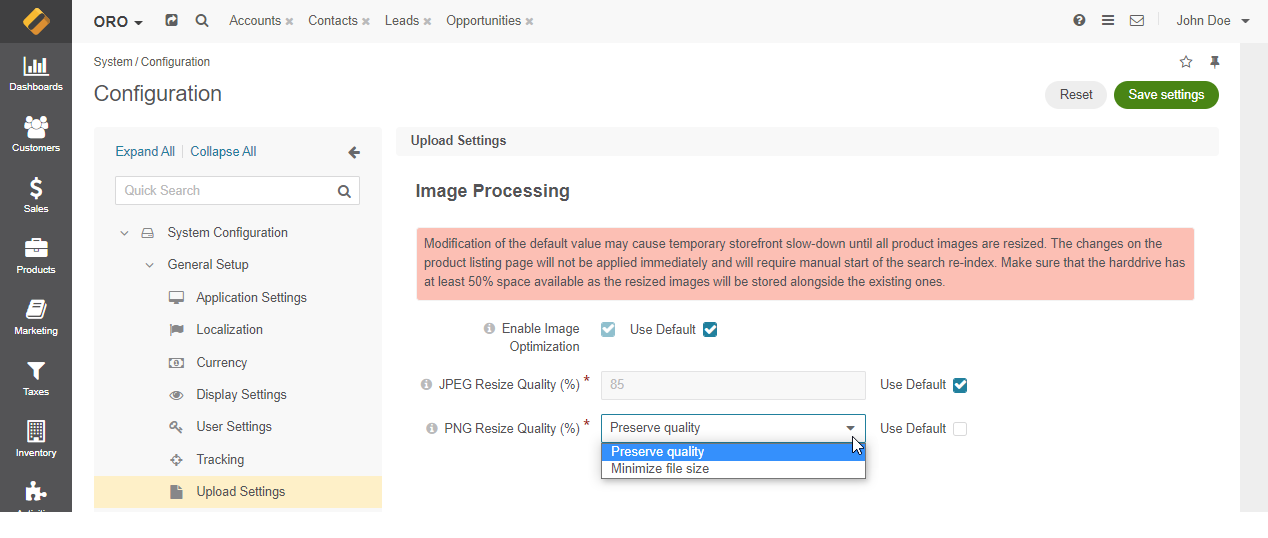 ORO
Accounts
Contacts
Leads
Opportunities
John Doe
Dashboards
Customers
Sales
Products
Marketing
Taxes
Inventory
System / Configuration
Configuration
Reset
Save settings
Expand All
Collapse All
Quick Search
System Configuration
General Setup
Application Settings
Localization
Currency
Display Settings
User Settings
Tracking
Upload Settings
Upload Settings
Image Processing
Modification of the default value may cause temporary storefront slow-down until all product images are resized. The changes on the
product listing page will not be applied immediately and will require manual start of the search re-index. Make sure that the harddrive has
at least 50% space available as the resized images will be stored alongside the existing ones.
Enable Image
Optimization
Use Default
JPEG Resize Quality (%) *
85
Use Default
PNG Resize Quality (%) *
Preserve quality
Use Default
Preserve quality
Minimize file size